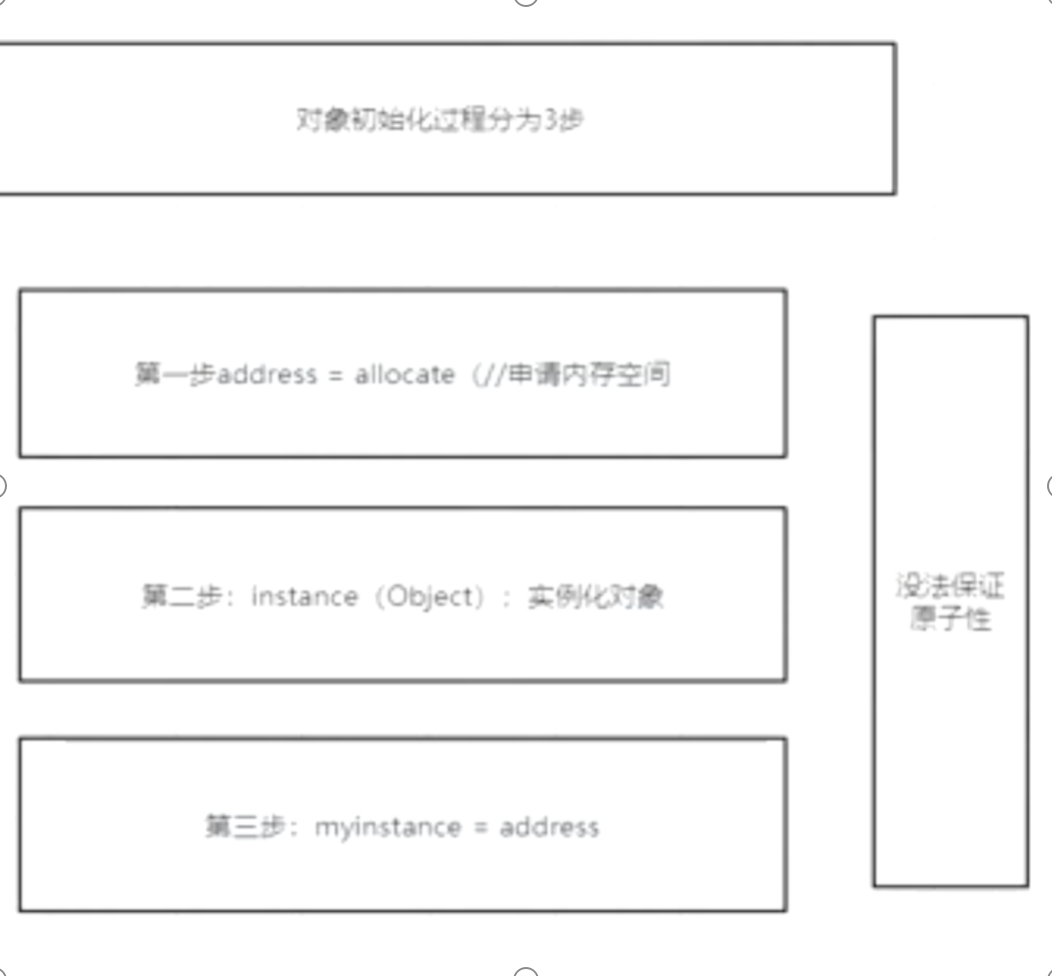 对象初始化过程分为3步
第一步address = allocate（//申请内存空间
第二步：instance（Object）：实例化对象
没法保证
原子性
第三步：myinstance = address